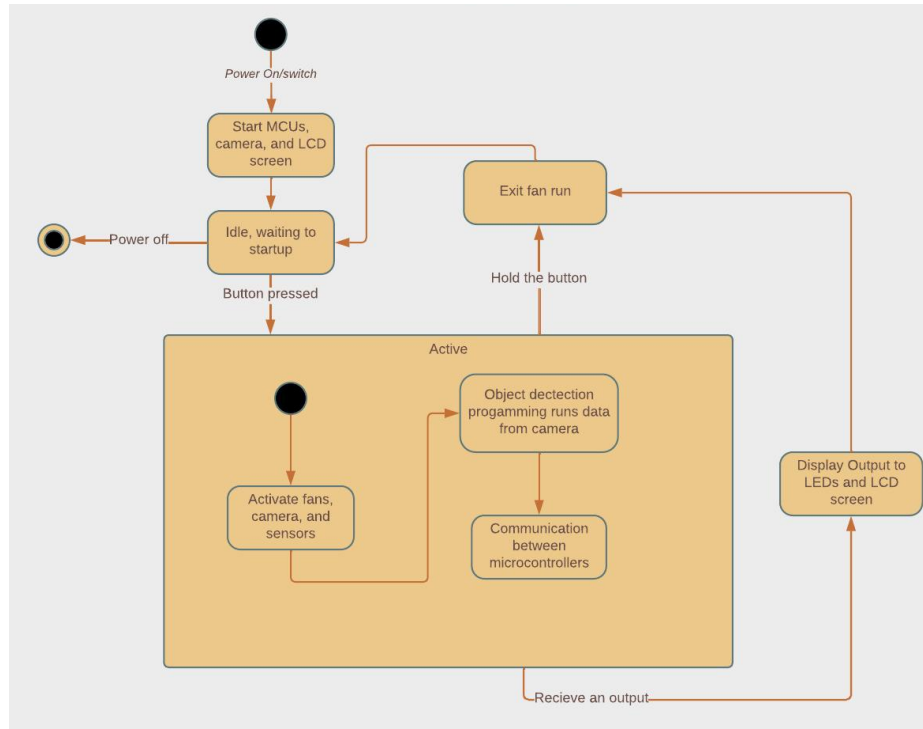 Power On/switch
Start MCUs,
camera, and LCD
screen
Exit fan run
Idle, waiting to
startup
Power off
Button pressed
Hold the button
Active
Object dectection
progamming runs data
from camera
Display Output to
LEDs and LCD
screen
Activate fans,
camera, and
sensors
Communication
between
microcontrollers
Recieve an output